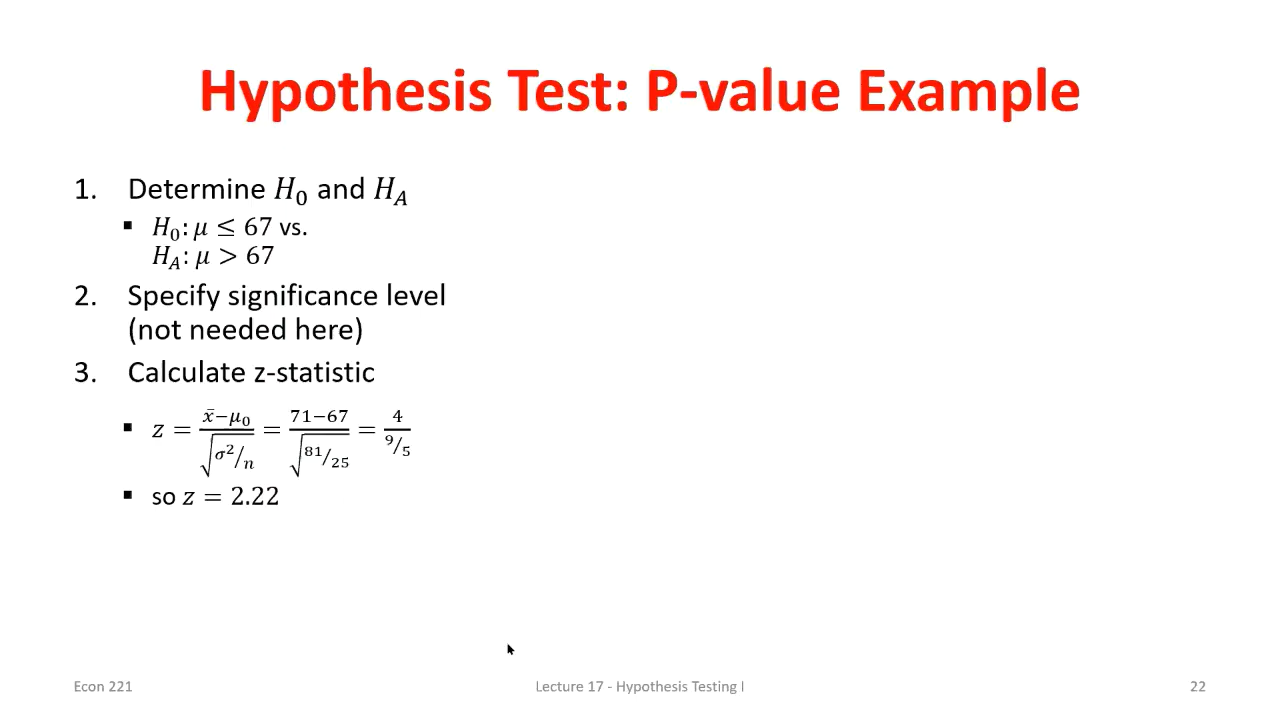 Hypothesis Test: P-value Example
1. Determine H₀ and H_A
▪ H₀: μ ≤ 67 vs.
H_A: μ > 67
2. Specify significance level
(not needed here)
3. Calculate z-statistic
▪ z = (x̄−μ₀)/√(σ²/n) = (71−67)/√(81/25) = 4/(9/5)
▪ so z = 2.22
Econ 221 Lecture 17 - Hypothesis Testing I 22